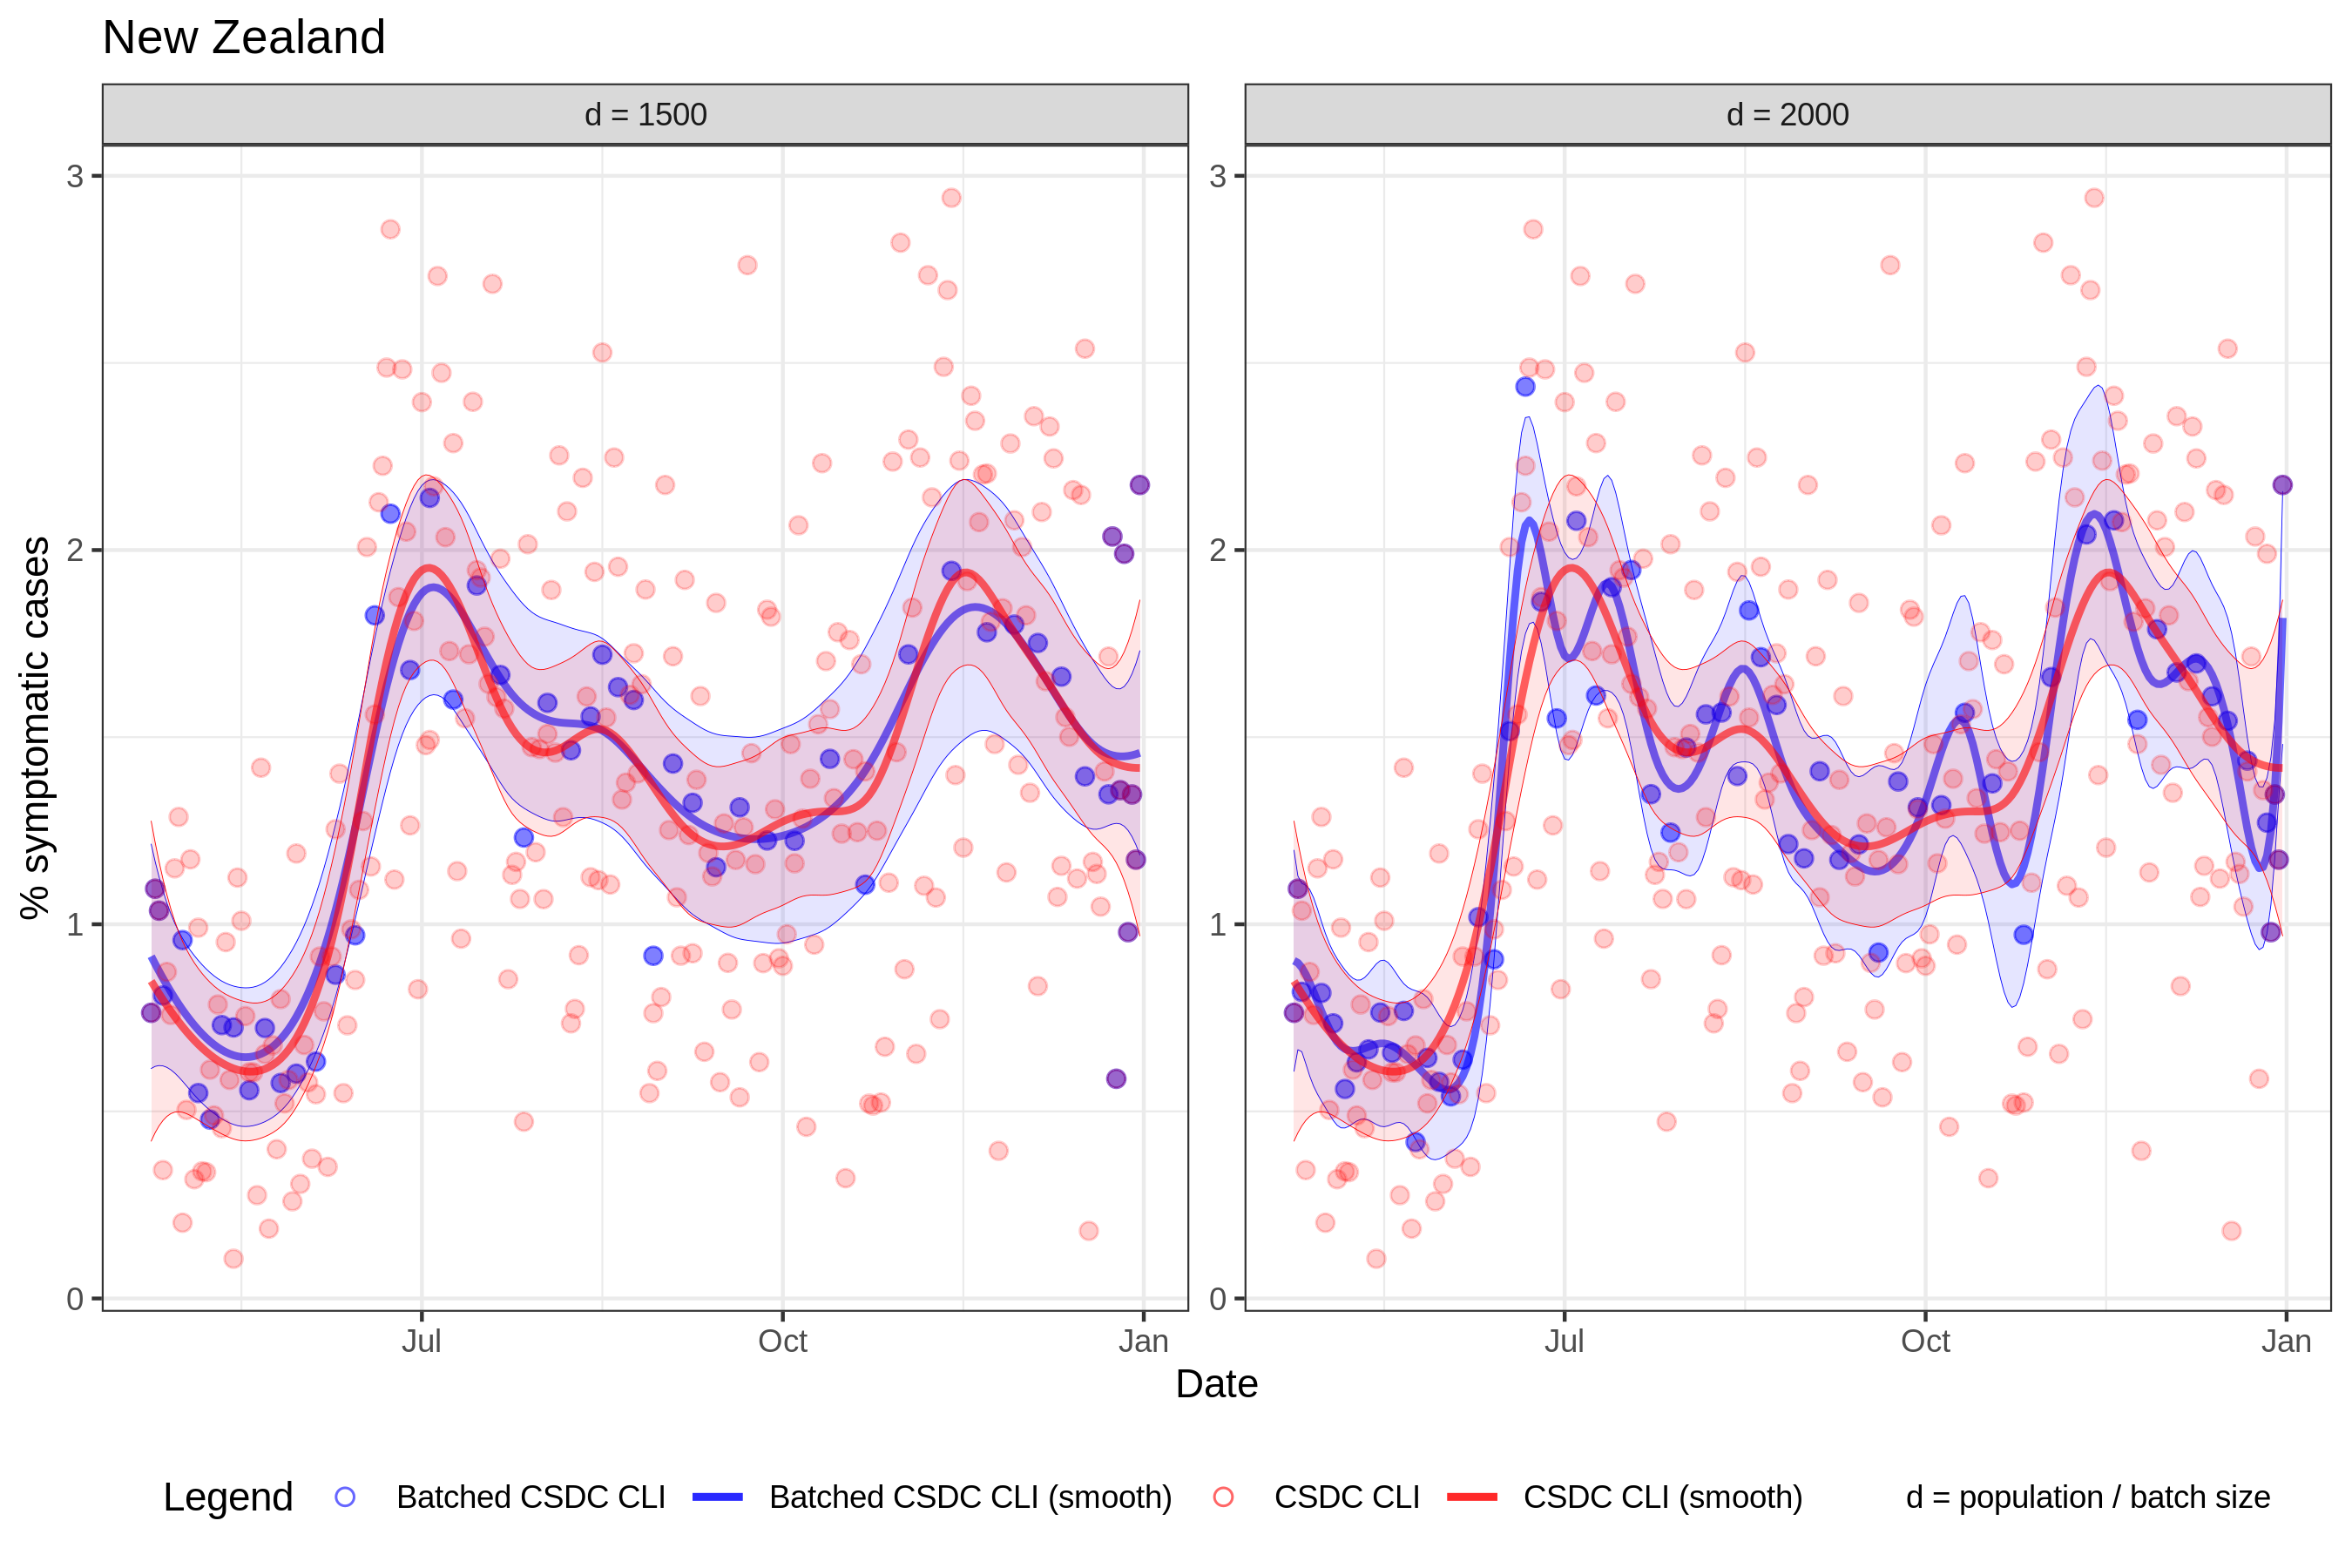 New Zealand
d = 1500
d = 2000
% symptomatic cases
3
2
1
0
3
2
1
0
Jul
Oct
Jan
Jul
Oct
Jan
Date
Legend
Batched CSDC CLI
Batched CSDC CLI (smooth)
CSDC CLI
CSDC CLI (smooth)
d = population / batch size